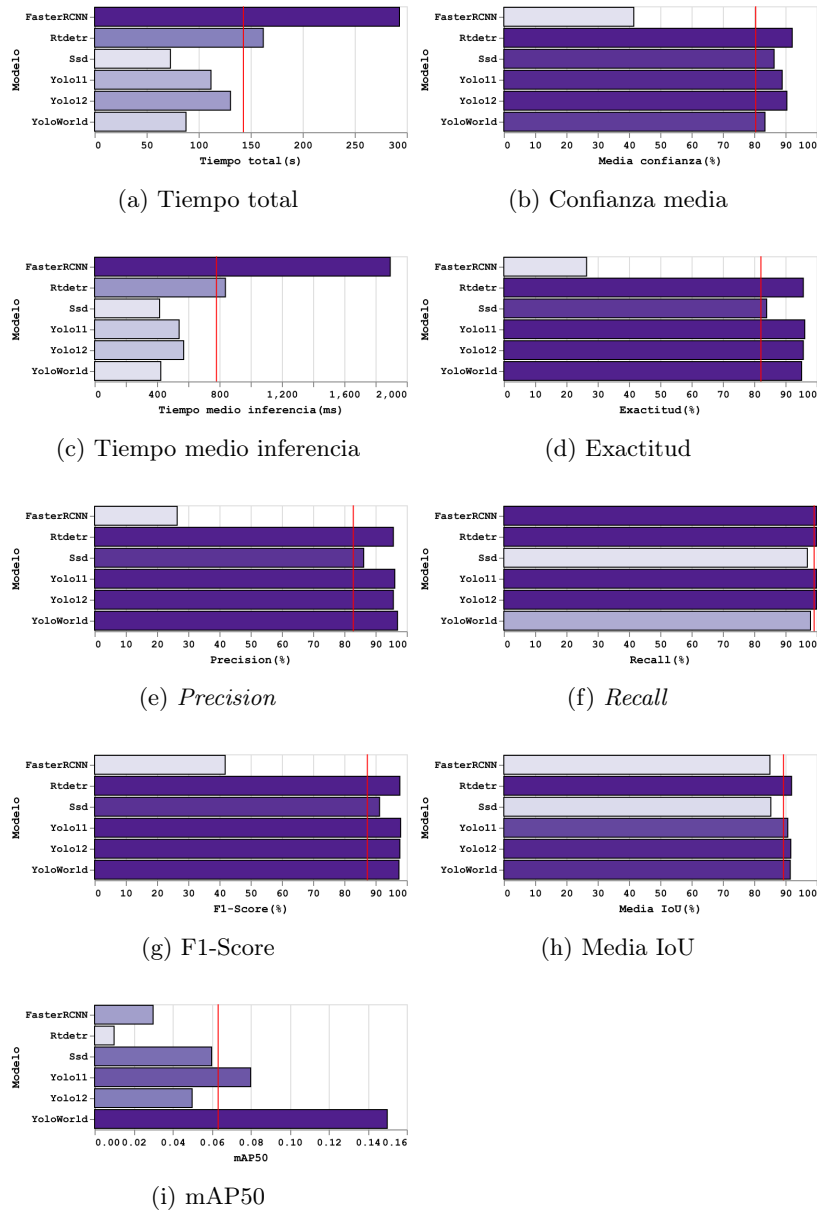 FasterRCNN
Rtdetr
Ssd
Yolo11
Yolo12
YoloWorld
Modelo
0 50 100 150 200 250 300
Tiempo total(s)
(a) Tiempo total
FasterRCNN
Rtdetr
Ssd
Yolo11
Yolo12
YoloWorld
Modelo
0 10 20 30 40 50 60 70 80 90 100
Media confianza(%)
(b) Confianza media
FasterRCNN
Rtdetr
Ssd
Yolo11
Yolo12
YoloWorld
Modelo
0 400 800 1,200 1,600 2,000
Tiempo medio inferencia(ms)
(c) Tiempo medio inferencia
FasterRCNN
Rtdetr
Ssd
Yolo11
Yolo12
YoloWorld
Modelo
0 10 20 30 40 50 60 70 80 90 100
Exactitud(%)
(d) Exactitud
FasterRCNN
Rtdetr
Ssd
Yolo11
Yolo12
YoloWorld
Modelo
0 10 20 30 40 50 60 70 80 90 100
Precision(%)
(e) Precision
FasterRCNN
Rtdetr
Ssd
Yolo11
Yolo12
YoloWorld
Modelo
0 10 20 30 40 50 60 70 80 90 100
Recall(%)
(f) Recall
FasterRCNN
Rtdetr
Ssd
Yolo11
Yolo12
YoloWorld
Modelo
0 10 20 30 40 50 60 70 80 90 100
F1-Score(%)
(g) F1-Score
FasterRCNN
Rtdetr
Ssd
Yolo11
Yolo12
YoloWorld
Modelo
0 10 20 30 40 50 60 70 80 90 100
Media IoU(%)
(h) Media IoU
FasterRCNN
Rtdetr
Ssd
Yolo11
Yolo12
YoloWorld
Modelo
0.00 0.02 0.04 0.06 0.08 0.10 0.12 0.14 0.16
mAP50
(i) mAP50